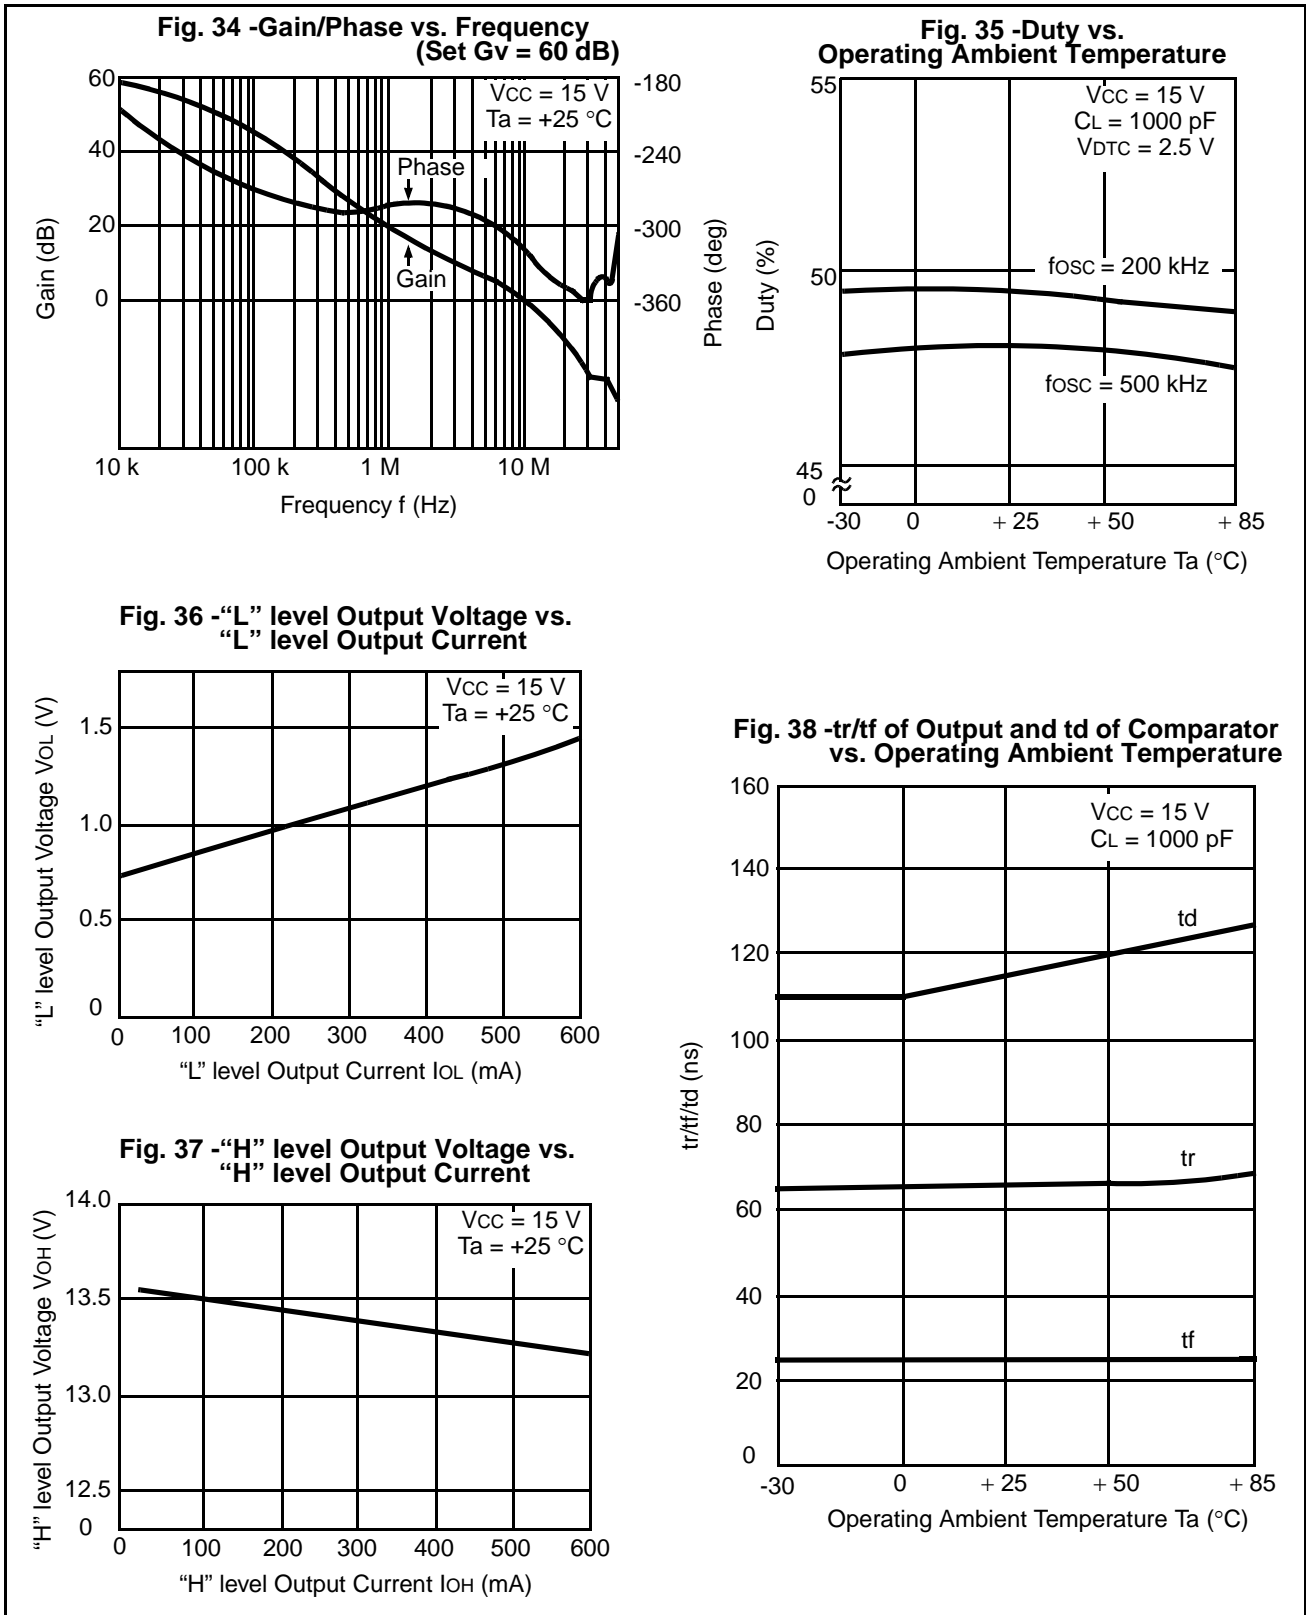 Fig. 34 -Gain/Phase vs. Frequency
(Set Gv = 60 dB)
60
40
20
0
Gain (dB)
VCC = 15 V
Ta = +25 °C
Phase
Gain
-180
-240
-300
-360
Phase (deg)
10 k
100 k
1 M
10 M
Frequency f (Hz)
Fig. 35 -Duty vs.
Operating Ambient Temperature
55
50
45
0
Duty (%)
VCC = 15 V
CL = 1000 pF
VDTC = 2.5 V
fOSC = 200 kHz
fOSC = 500 kHz
-30
0
+ 25
+ 50
+ 85
Operating Ambient Temperature Ta (°C)
Fig. 36 -“L” level Output Voltage vs.
“L” level Output Current
VCC = 15 V
Ta = +25 °C
1.5
1.0
0.5
0
“L” level Output Voltage VOL (V)
0
100
200
300
400
500
600
“L” level Output Current IOL (mA)
Fig. 37 -“H” level Output Voltage vs.
“H” level Output Current
14.0
13.5
13.0
12.5
0
“H” level Output Voltage VOH (V)
VCC = 15 V
Ta = +25 °C
0
100
200
300
400
500
600
“H” level Output Current IOH (mA)
Fig. 38 -tr/tf of Output and td of Comparator
vs. Operating Ambient Temperature
160
140
120
100
80
60
40
20
0
tr/tf/td (ns)
VCC = 15 V
CL = 1000 pF
td
tr
tf
-30
0
+ 25
+ 50
+ 85
Operating Ambient Temperature Ta (°C)